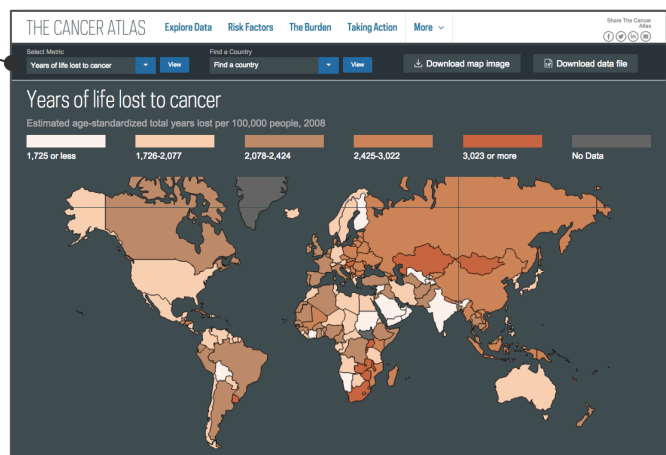 THE CANCER ATLAS
Explore Data
Risk Factors
The Burden
Taking Action
More
Share The Cancer
Atlas
Select Metric
Years of life lost to cancer
View
Find a Country
Find a country
View
Download map image
Download data file
Years of life lost to cancer
Estimated age-standardized total years lost per 100,000 people, 2008
1,725 or less
1,726-2,077
2,078-2,424
2,425-3,022
3,023 or more
No Data